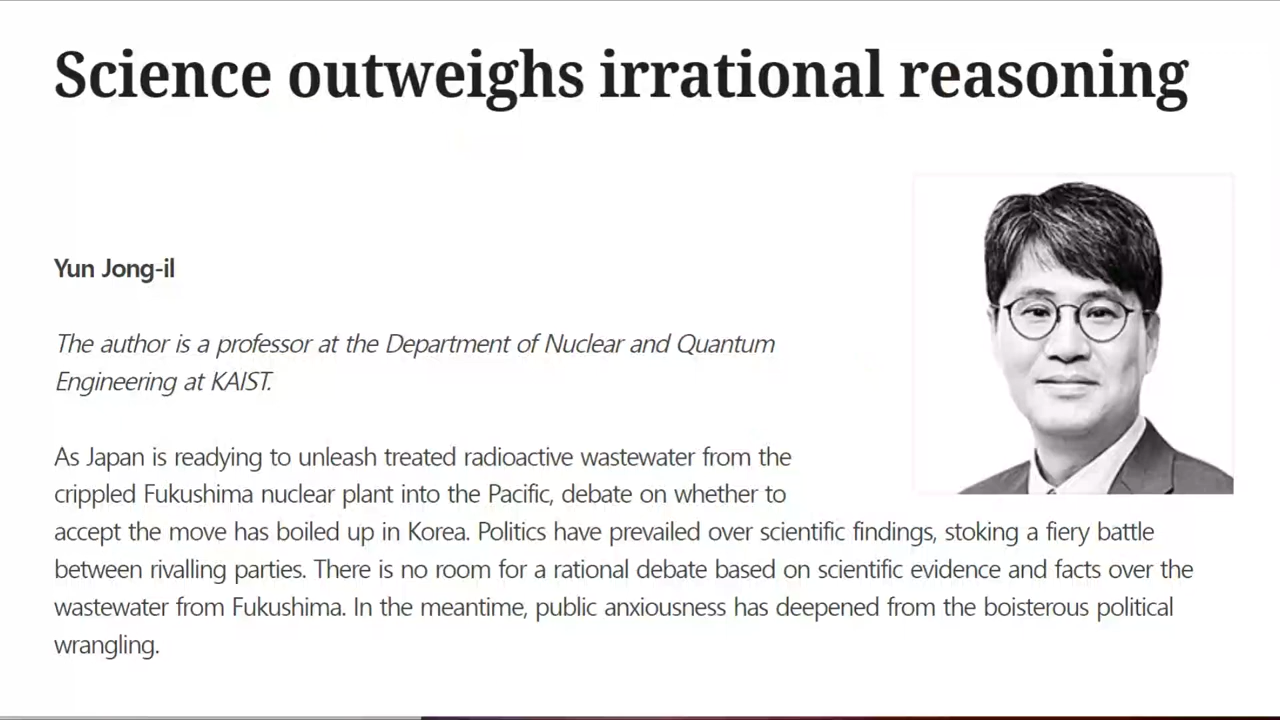 Science outweighs irrational reasoning
Yun Jong-il
The author is a professor at the Department of Nuclear and Quantum
Engineering at KAIST.
As Japan is readying to unleash treated radioactive wastewater from the
crippled Fukushima nuclear plant into the Pacific, debate on whether to
accept the move has boiled up in Korea. Politics have prevailed over scientific findings, stoking a fiery battle
between rivalling parties. There is no room for a rational debate based on scientific evidence and facts over the
wastewater from Fukushima. In the meantime, public anxiousness has deepened from the boisterous political
wrangling.